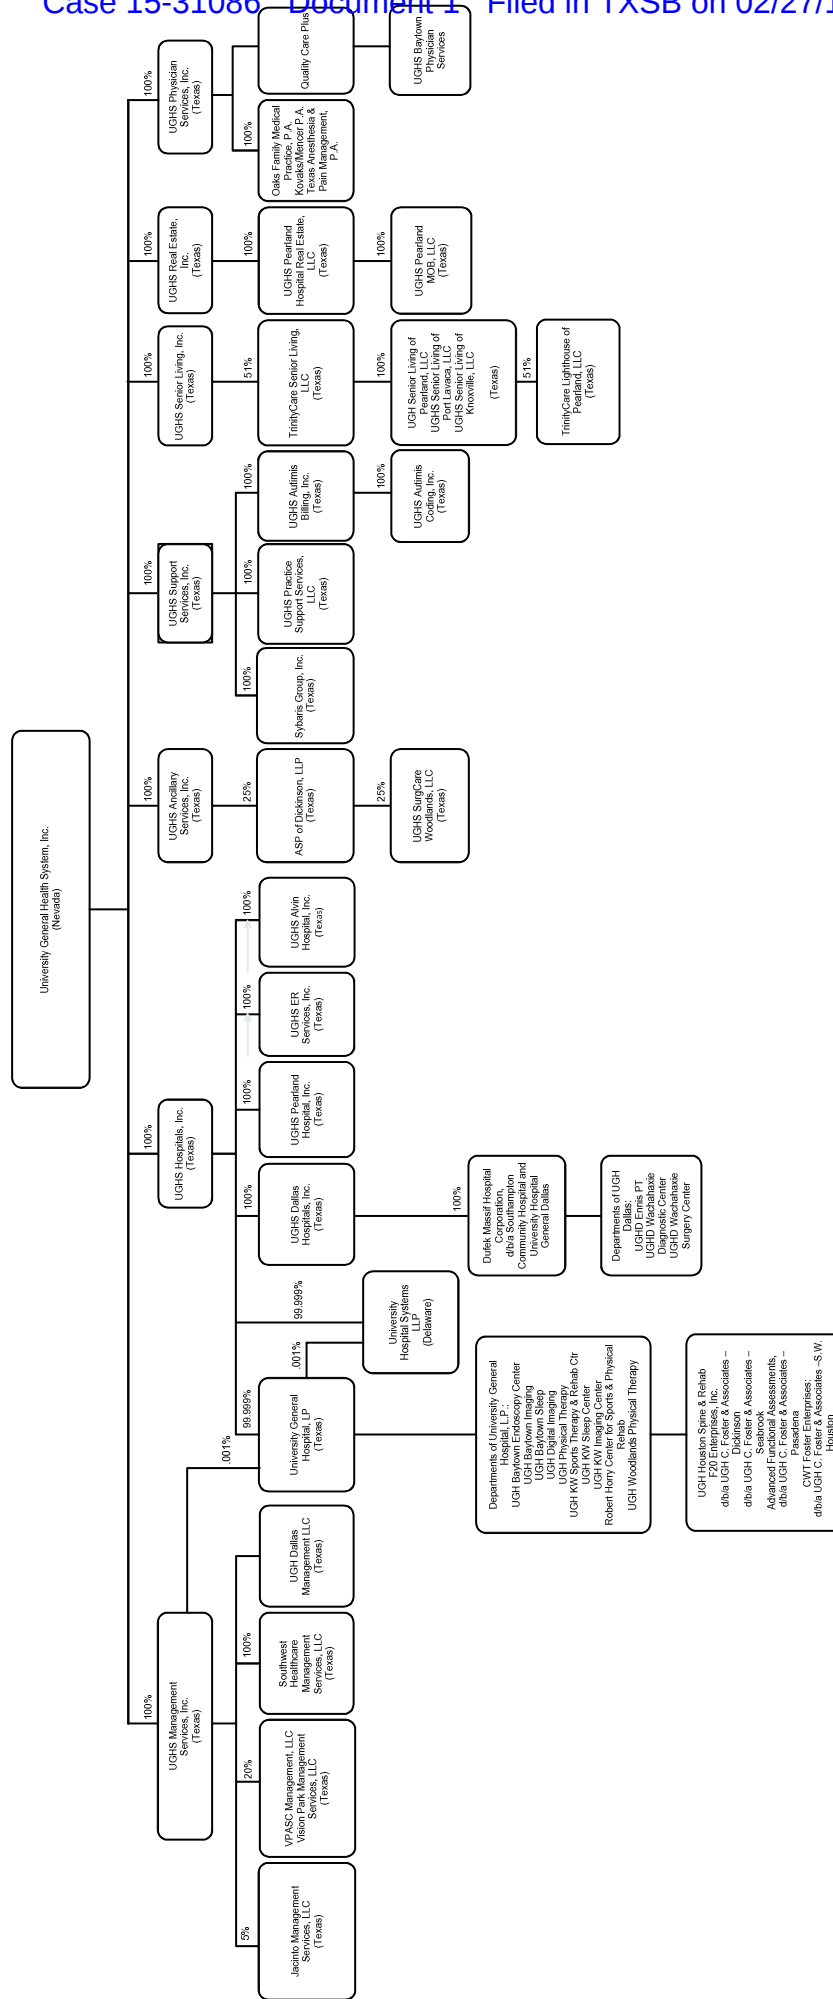 Case 15-31086 Document 1 Filed in TXSB on 02/27/1
University General Health System, Inc.
(Nevada)
100%
UGHS Management
Services, Inc.
(Texas)
5%
Jacinto Management
Services, LLC
(Texas)
20%
VPASC Management, LLC
Vision Park Management
Services, LLC
(Texas)
100%
Southwest
Healthcare
Management
Services, LLC
(Texas)
UGH Dallas
Management LLC
(Texas)
100%
UGHS Hospitals, Inc.
(Texas)
.001%
99.999%
University General
Hospital, LP
(Texas)
.001%
99.999%
University
Hospital Systems
LLP
(Delaware)
Departments of University General
Hospital, L.P.:
UGH Baytown Endoscopy Center
UGH Baytown Imaging
UGH Baytown Sleep
UGH Digital Imaging
UGH Physical Therapy
UGH KW Sports Therapy & Rehab Ctr
UGH KW Sleep Center
UGH KW Imaging Center
Robert Horry Center for Sports & Physical
Rehab
UGH Woodlands Physical Therapy
UGH Houston Spine & Rehab
F20 Enterprises, Inc.
d/b/a UGH C. Foster & Associates –
Dickinson
d/b/a UGH C. Foster & Associates –
Seabrook
Advanced Functional Assessments,
d/b/a UGH C. Foster & Associates –
Pasadena
CWT Foster Enterprises:
d/b/a UGH C. Foster & Associates –S.W.
Houston
100%
UGHS Dallas
Hospitals, Inc.
(Texas)
100%
Dufek Massif Hospital
Corporation,
d/b/a Southampton
Community Hospital and
University Hospital
General Dallas
Departments of UGH
Dallas:
UGHD Ennis PT
UGHD Wachahaxie
Diagnostic Center
UGHD Wachahaxie
Surgery Center
100%
UGHS Pearland
Hospital, Inc.
(Texas)
100%
UGHS ER
Services, Inc.
(Texas)
100%
UGHS Alvin
Hospital, Inc.
(Texas)
100%
UGHS Ancillary
Services, Inc.
(Texas)
25%
ASP of Dickinson, LLP
(Texas)
25%
UGHS SurgCare
Woodlands, LLC
(Texas)
100%
UGHS Support
Services, Inc.
(Texas)
100%
Sybaris Group, Inc.
(Texas)
100%
UGHS Practice
Support Services,
LLC
(Texas)
100%
UGHS Autimis
Billing, Inc.
(Texas)
100%
UGHS Autimis
Coding, Inc.
(Texas)
100%
UGHS Senior Living, Inc.
(Texas)
51%
TrinityCare Senior Living,
LLC
(Texas)
100%
UGH Senior Living of
Pearland, LLC
UGHS Senior Living of
Port Lavaca, LLC
UGHS Senior Living of
Knoxville, LLC
(Texas)
51%
TrinityCare Lighthouse of
Pearland, LLC
(Texas)
100%
UGHS Real Estate,
Inc.
(Texas)
100%
UGHS Pearland
Hospital Real Estate,
LLC
(Texas)
100%
UGHS Pearland
MOB, LLC
(Texas)
100%
UGHS Physician
Services, Inc.
(Texas)
100%
Oaks Family Medical
Practice, P.A.
Kovaks/Mencer P.A.
Texas Anesthesia &
Pain Management,
P.A.
Quality Care Plus
UGHS Baytown
Physician
Services